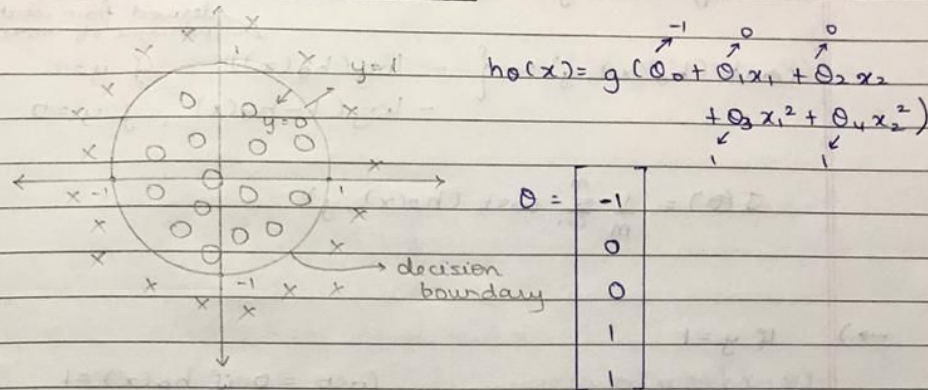 -1 0 0
hθ(x) = g(θ₀ + θ₁x₁ + θ₂x₂
+ θ₃x₁² + θ₄x₂²)
1 1
1
y=1
y=0
-1
1
-1
decision
boundary
θ = [
-1
0
0
1
1
]